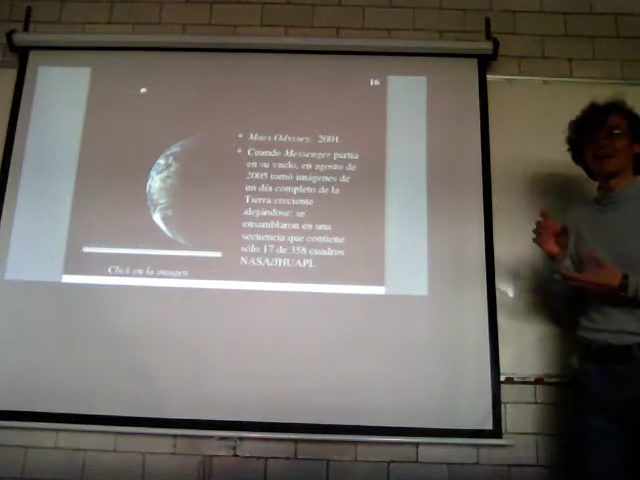 16
Mars Odyssey. 2001.
Cuando Messenger partía
en su vuelo, en agosto de
2005 tomó imágenes de
un día completo de la
Tierra creciente
alejándose; se
ensamblaron en una
secuencia que contiene
sólo 17 de 358 cuadros
NASA/JHUAPL
Click en la imagen